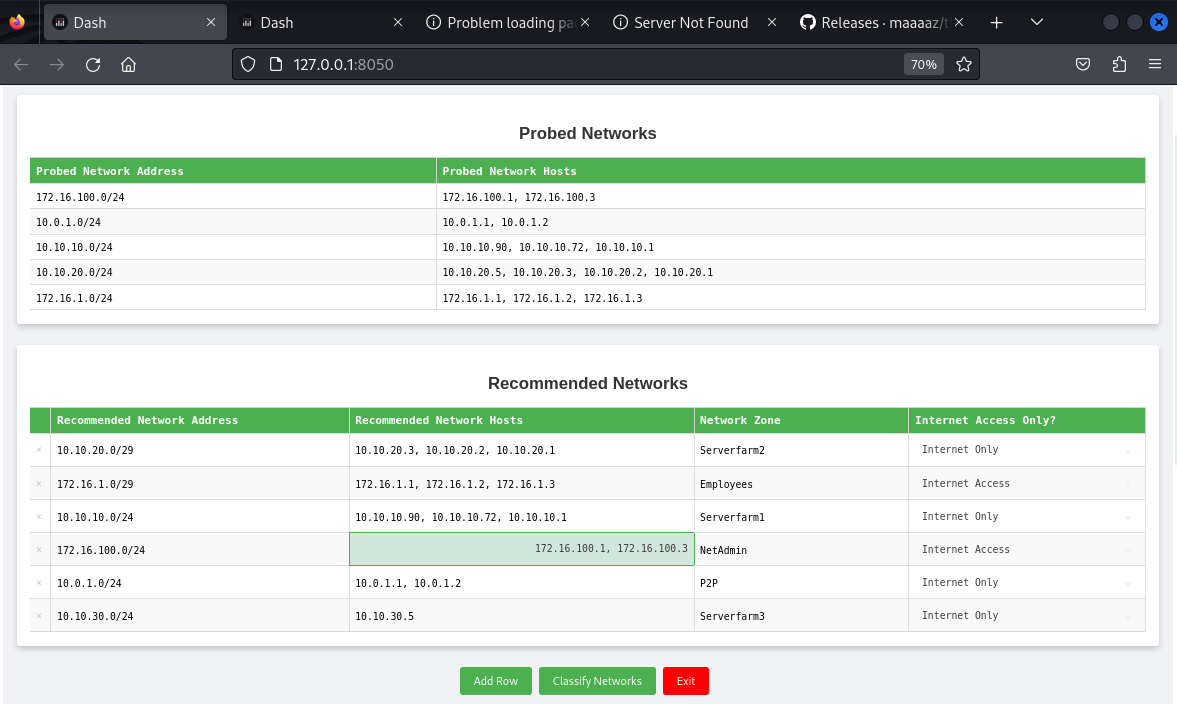 Dash
Dash
Problem loading pa
Server Not Found
Releases · maaaaz/t
127.0.0.1:8050
70%
Probed Networks
Probed Network Address Probed Network Hosts
172.16.100.0/24 172.16.100.1, 172.16.100.3
10.0.1.0/24 10.0.1.1, 10.0.1.2
10.10.10.0/24 10.10.10.90, 10.10.10.72, 10.10.10.1
10.10.20.0/24 10.10.20.5, 10.10.20.3, 10.10.20.2, 10.10.20.1
172.16.1.0/24 172.16.1.1, 172.16.1.2, 172.16.1.3
Recommended Networks
Recommended Network Address Recommended Network Hosts Network Zone Internet Access Only?
× 10.10.20.0/29 10.10.20.3, 10.10.20.2, 10.10.20.1 Serverfarm2 Internet Only
× 172.16.1.0/29 172.16.1.1, 172.16.1.2, 172.16.1.3 Employees Internet Access
× 10.10.10.0/24 10.10.10.90, 10.10.10.72, 10.10.10.1 Serverfarm1 Internet Only
× 172.16.100.0/24 172.16.100.1, 172.16.100.3 NetAdmin Internet Access
× 10.0.1.0/24 10.0.1.1, 10.0.1.2 P2P Internet Only
× 10.10.30.0/24 10.10.30.5 Serverfarm3 Internet Only
Add Row Classify Networks Exit